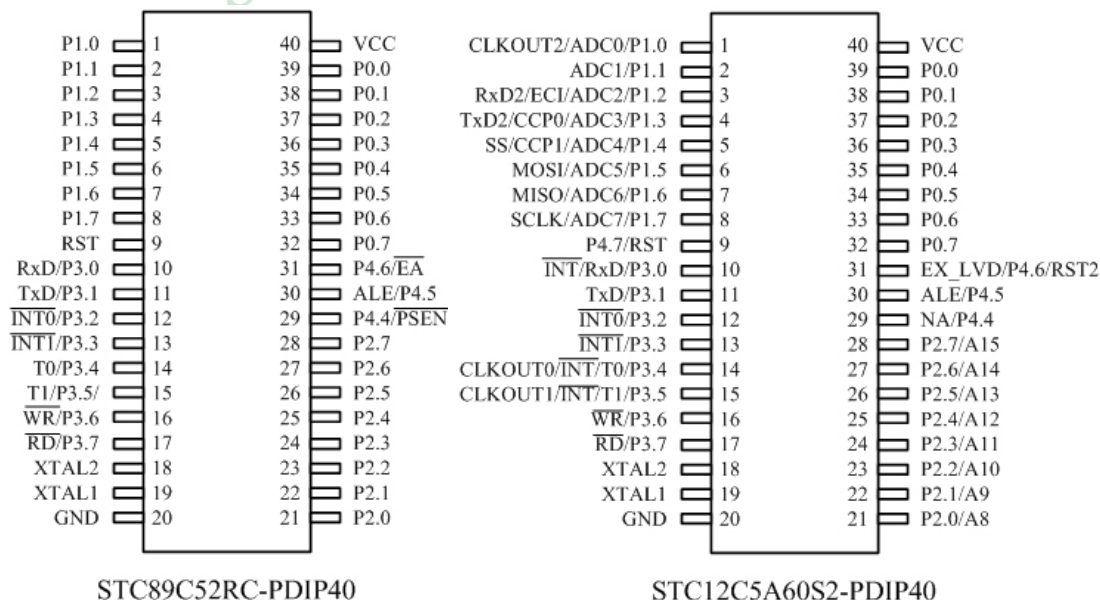 P1.0 1 40 VCC CLKOUT2/ADC0/P1.0 1 40 VCC
P1.1 2 39 P0.0 ADC1/P1.1 2 39 P0.0
P1.2 3 38 P0.1 RxD2/ECI/ADC2/P1.2 3 38 P0.1
P1.3 4 37 P0.2 TxD2/CCP0/ADC3/P1.3 4 37 P0.2
P1.4 5 36 P0.3 SS/CCP1/ADC4/P1.4 5 36 P0.3
P1.5 6 35 P0.4 MOSI/ADC5/P1.5 6 35 P0.4
P1.6 7 34 P0.5 MISO/ADC6/P1.6 7 34 P0.5
P1.7 8 33 P0.6 SCLK/ADC7/P1.7 8 33 P0.6
RST 9 32 P0.7 P4.7/RST 9 32 P0.7
RxD/P3.0 10 31 P4.6/EA INT/RxD/P3.0 10 31 EX_LVD/P4.6/RST2
TxD/P3.1 11 30 ALE/P4.5 TxD/P3.1 11 30 ALE/P4.5
INT0/P3.2 12 29 P4.4/PSEN INT0/P3.2 12 29 NA/P4.4
INT1/P3.3 13 28 P2.7 INT1/P3.3 13 28 P2.7/A15
T0/P3.4 14 27 P2.6 CLKOUT0/INT/T0/P3.4 14 27 P2.6/A14
T1/P3.5/ 15 26 P2.5 CLKOUT1/INT/T1/P3.5 15 26 P2.5/A13
WR/P3.6 16 25 P2.4 WR/P3.6 16 25 P2.4/A12
RD/P3.7 17 24 P2.3 RD/P3.7 17 24 P2.3/A11
XTAL2 18 23 P2.2 XTAL2 18 23 P2.2/A10
XTAL1 19 22 P2.1 XTAL1 19 22 P2.1/A9
GND 20 21 P2.0 GND 20 21 P2.0/A8
STC89C52RC-PDIP40 STC12C5A60S2-PDIP40